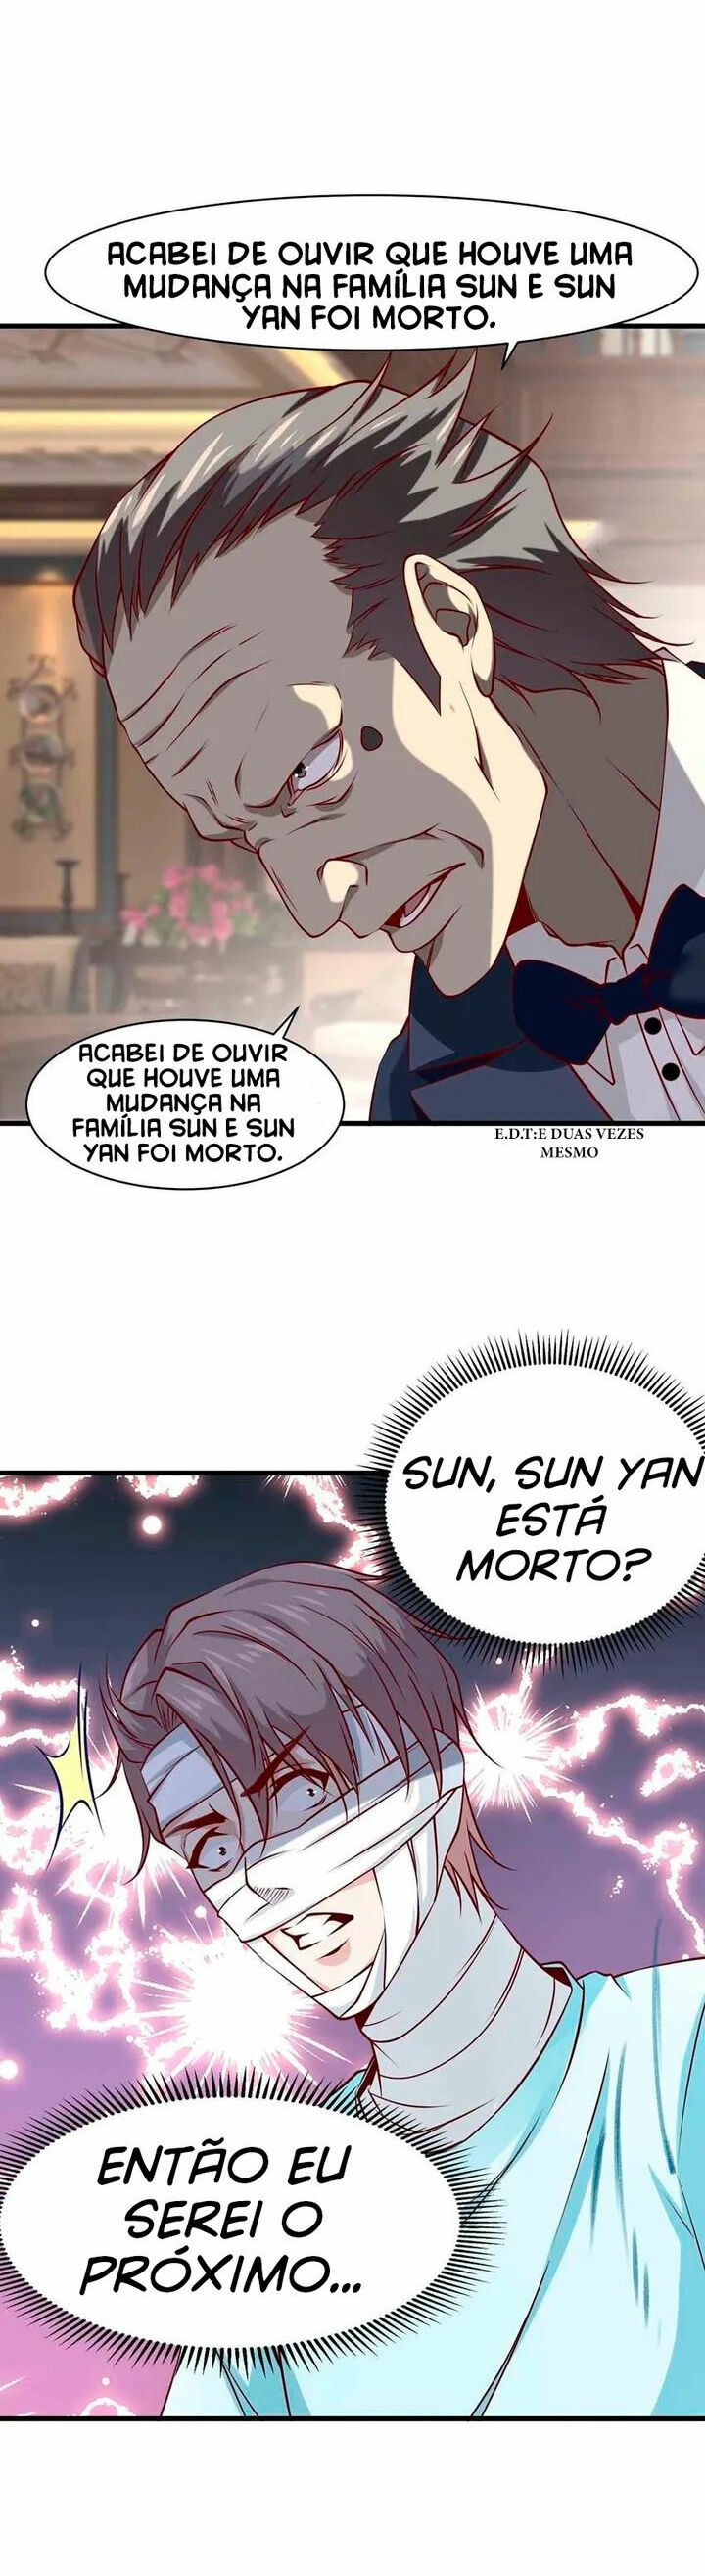 ACABEI DE OUVIR QUE HOUVE UMA
MUDANÇA NA FAMÍLIA SUN E SUN
YAN FOI MORTO.
ACABEI DE OUVIR
QUE HOUVE UMA
MUDANÇA NA
FAMÍLIA SUN E SUN
YAN FOI MORTO.
E.D.T:E DUAS VEZES
MESMO
SUN, SUN YAN
ESTÁ
MORTO?
ENTÃO EU
SEREI O
PRÓXIMO...